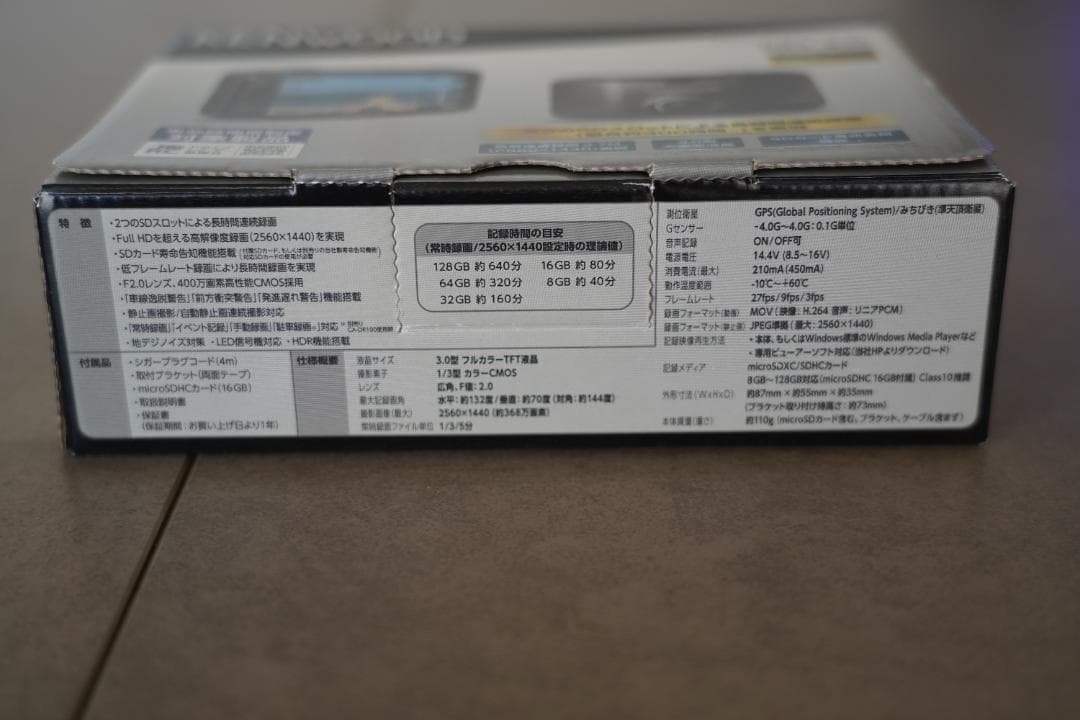 特徴
・2つのSDスロットによる長時間連続録画
・Full HDを超える高解像度録画(2560×1440)を実現
・SDカード寿命告知機能搭載
・低フレームレート録画により長時間録画を実現
・F2.0レンズ、400万画素高性能CMOS採用
・「車線逸脱警告」「前方衝突警告」「発進遅れ警告」機能搭載
・静止画撮影/自動静止画連続撮影対応
・「常時録画」「イベント記録」「手動録画」「駐車録画」対応
・地デジノイズ対策 ・LED信号機対応 ・HDR機能搭載
記録時間の目安
(常時録画/2560×1440設定時の理論値)
128GB 約640分 16GB 約 80分
64GB 約320分 8GB 約 40分
32GB 約160分
付属品
・シガープラグコード(4m)
・取付ブラケット(両面テープ)
・microSDHCカード(16GB)
・取扱説明書
・保証書
(保証期間:お買い上げ日より1年)
仕様概要
液晶サイズ 3.0型 フルカラーTFT液晶
撮影素子 1/3型 カラーCMOS
レンズ 広角、F値:2.0
最大記録画角 水平:約132度/垂直:約70度(対角:約144度)
撮影画像(最大) 2560×1440(約368万画素)
常時録画ファイル単位 1/3/5分
測位衛星 GPS(Global Positioning System)/みちびき(準天頂衛星)
Gセンサー -4.0G~4.0G:0.1G単位
音声記録 ON/OFF可
電源電圧 14.4V(8.5~16V)
消費電流(最大) 210mA(450mA)
動作温度範囲 -10℃~+60℃
フレームレート 27fps/9fps/3fps
録画フォーマット(動画) MOV(映像:H.264 音声:リニアPCM)
録画フォーマット(静止画) JPEG準拠(最大:2560×1440)
記録映像再生方法 ・本体、もしくはWindows標準のWindows Media Playerなど
・専用ビューアーソフト対応(当社HPよりダウンロード)
記録メディア microSDXC/SDHCカード
8GB~128GB対応(microSDHC 16GB付属) Class10推奨
外形寸法(W×H×D) 約87mm×約55mm×約35mm
(ブラケット取り付け時高さ:約73mm)
本体質量(重さ) 約110g(microSDカード含む、ブラケット、ケーブル含まず)